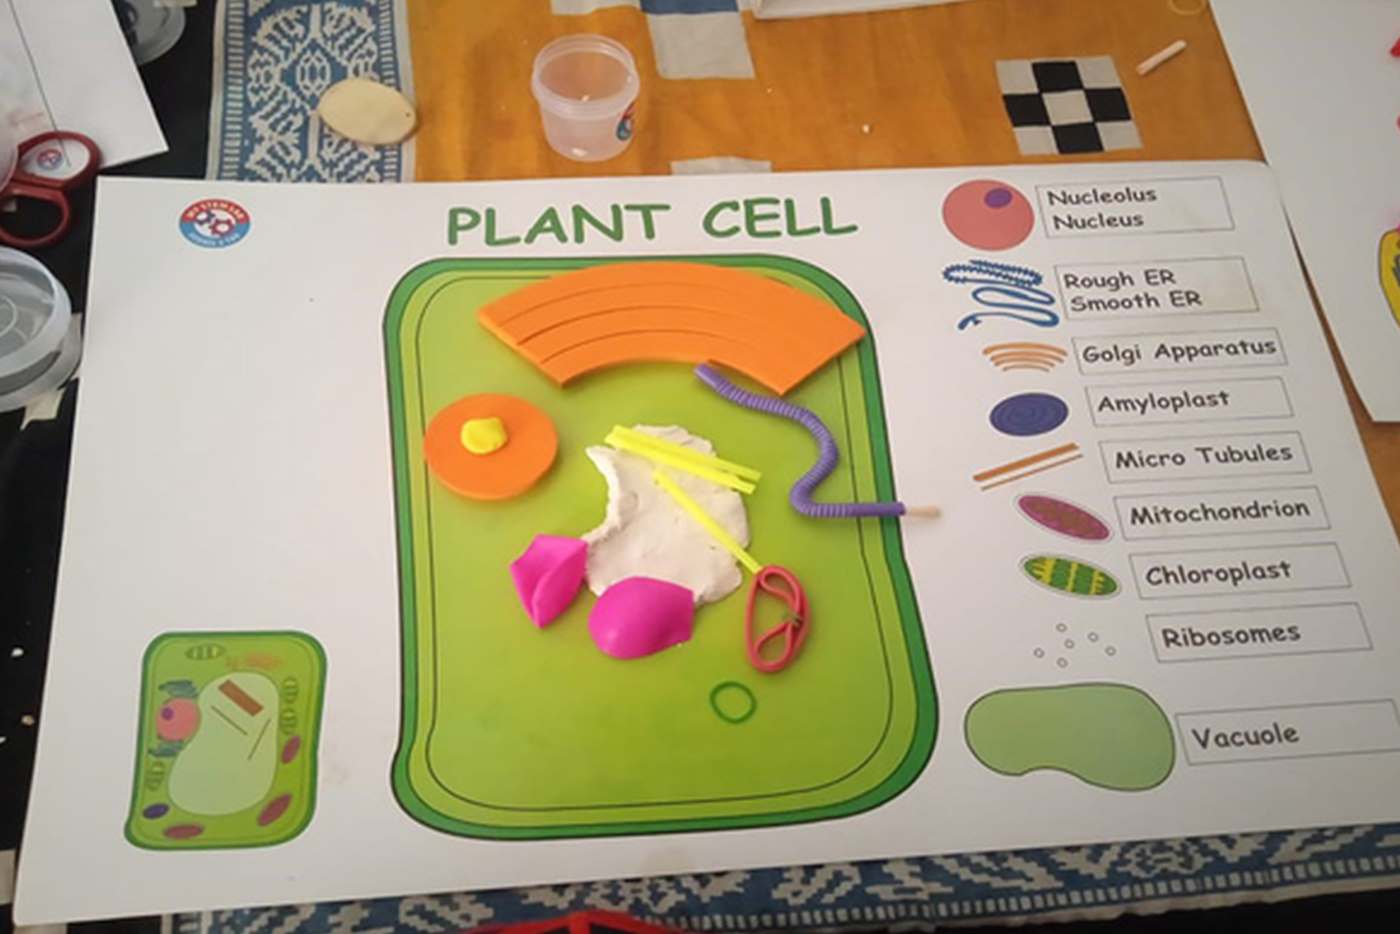 PLANT CELL
Nucleolus
Nucleus
Rough ER
Smooth ER
Golgi Apparatus
Amyloplast
Micro Tubules
Mitochondrion
Chloroplast
Ribosomes
Vacuole